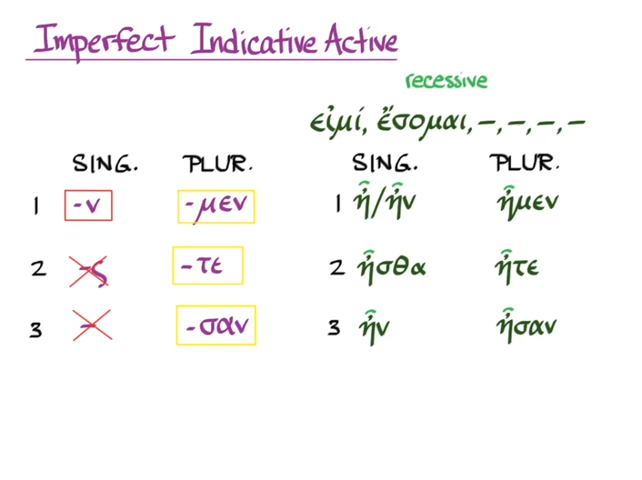 Imperfect Indicative Active
recessive
εἰμί, ἔσομαι, –, –, –, –
SING. PLUR. SING. PLUR.
1 -ν -μεν 1 ἦ/ἦν ἦμεν
2 -ς -τε 2 ἦσθα ἦτε
3 - -σαν 3 ἦν ἦσαν